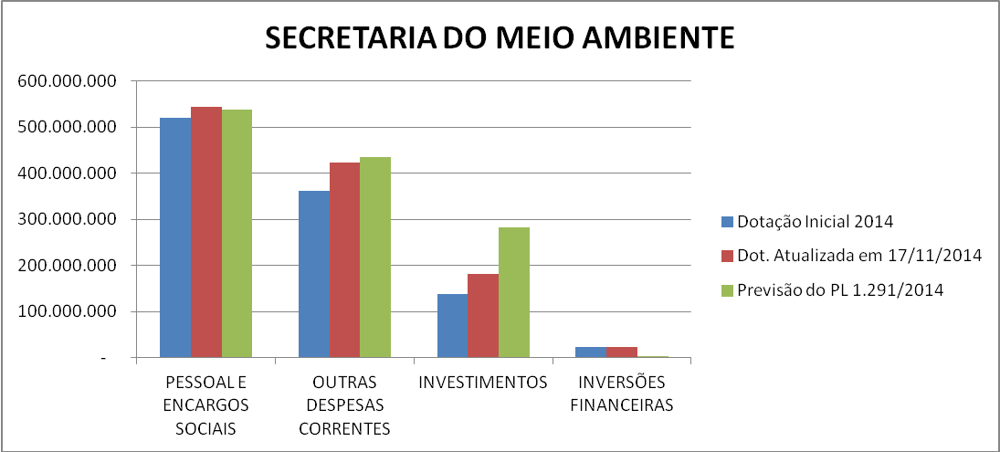 SECRETARIA DO MEIO AMBIENTE
600.000.000
500.000.000
400.000.000
300.000.000
200.000.000
100.000.000
-
PESSOAL E
ENCARGOS
SOCIAIS
OUTRAS
DESPESAS
CORRENTES
INVESTIMENTOS
INVERSÕES
FINANCEIRAS
Dotação Inicial 2014
Dot. Atualizada em 17/11/2014
Previsão do PL 1.291/2014